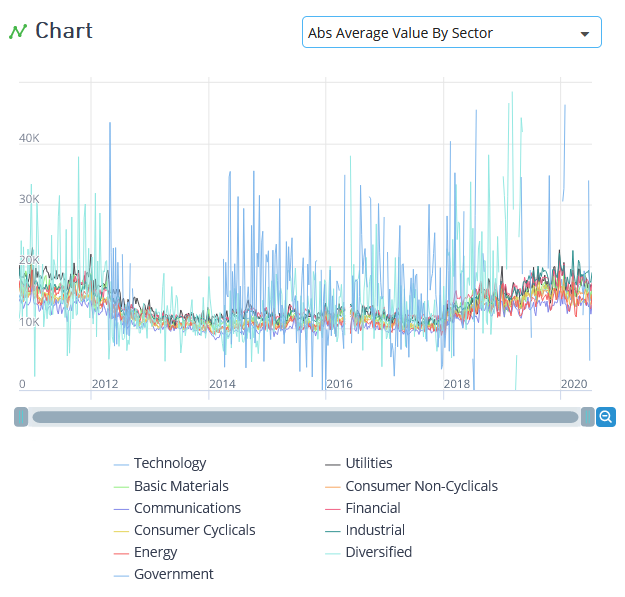 Chart
Abs Average Value By Sector
40K
30K
20K
10K
0
2012
2014
2016
2018
2020
Technology
Utilities
Basic Materials
Consumer Non-Cyclicals
Communications
Financial
Consumer Cyclicals
Industrial
Energy
Diversified
Government